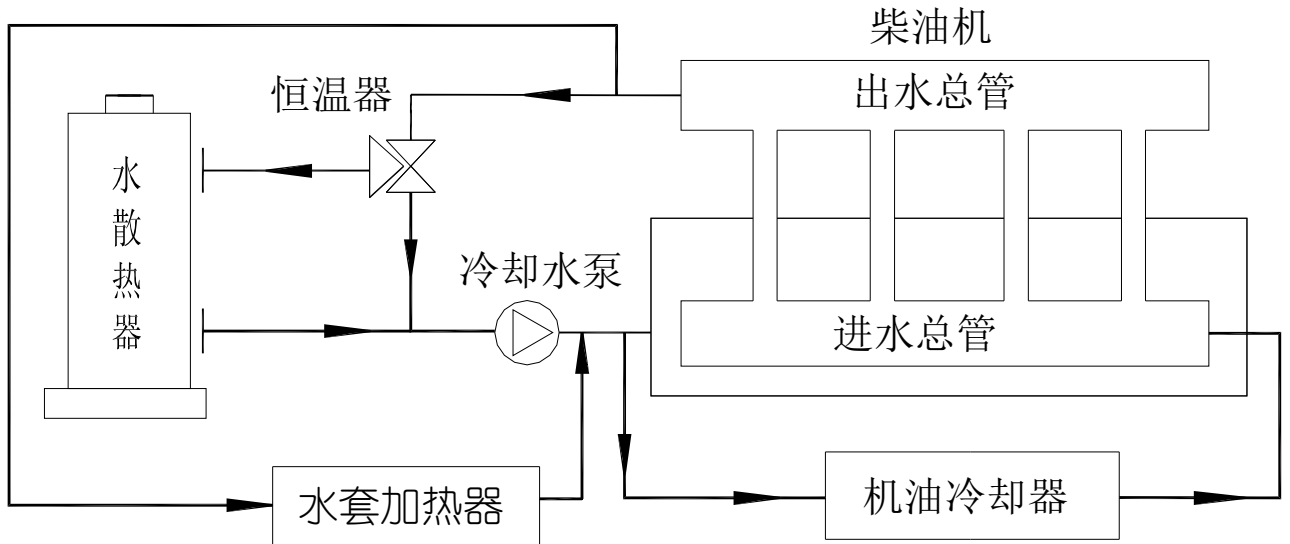 柴油机
出水总管
恒温器
水散热器
冷却水泵
进水总管
水套加热器
机油冷却器